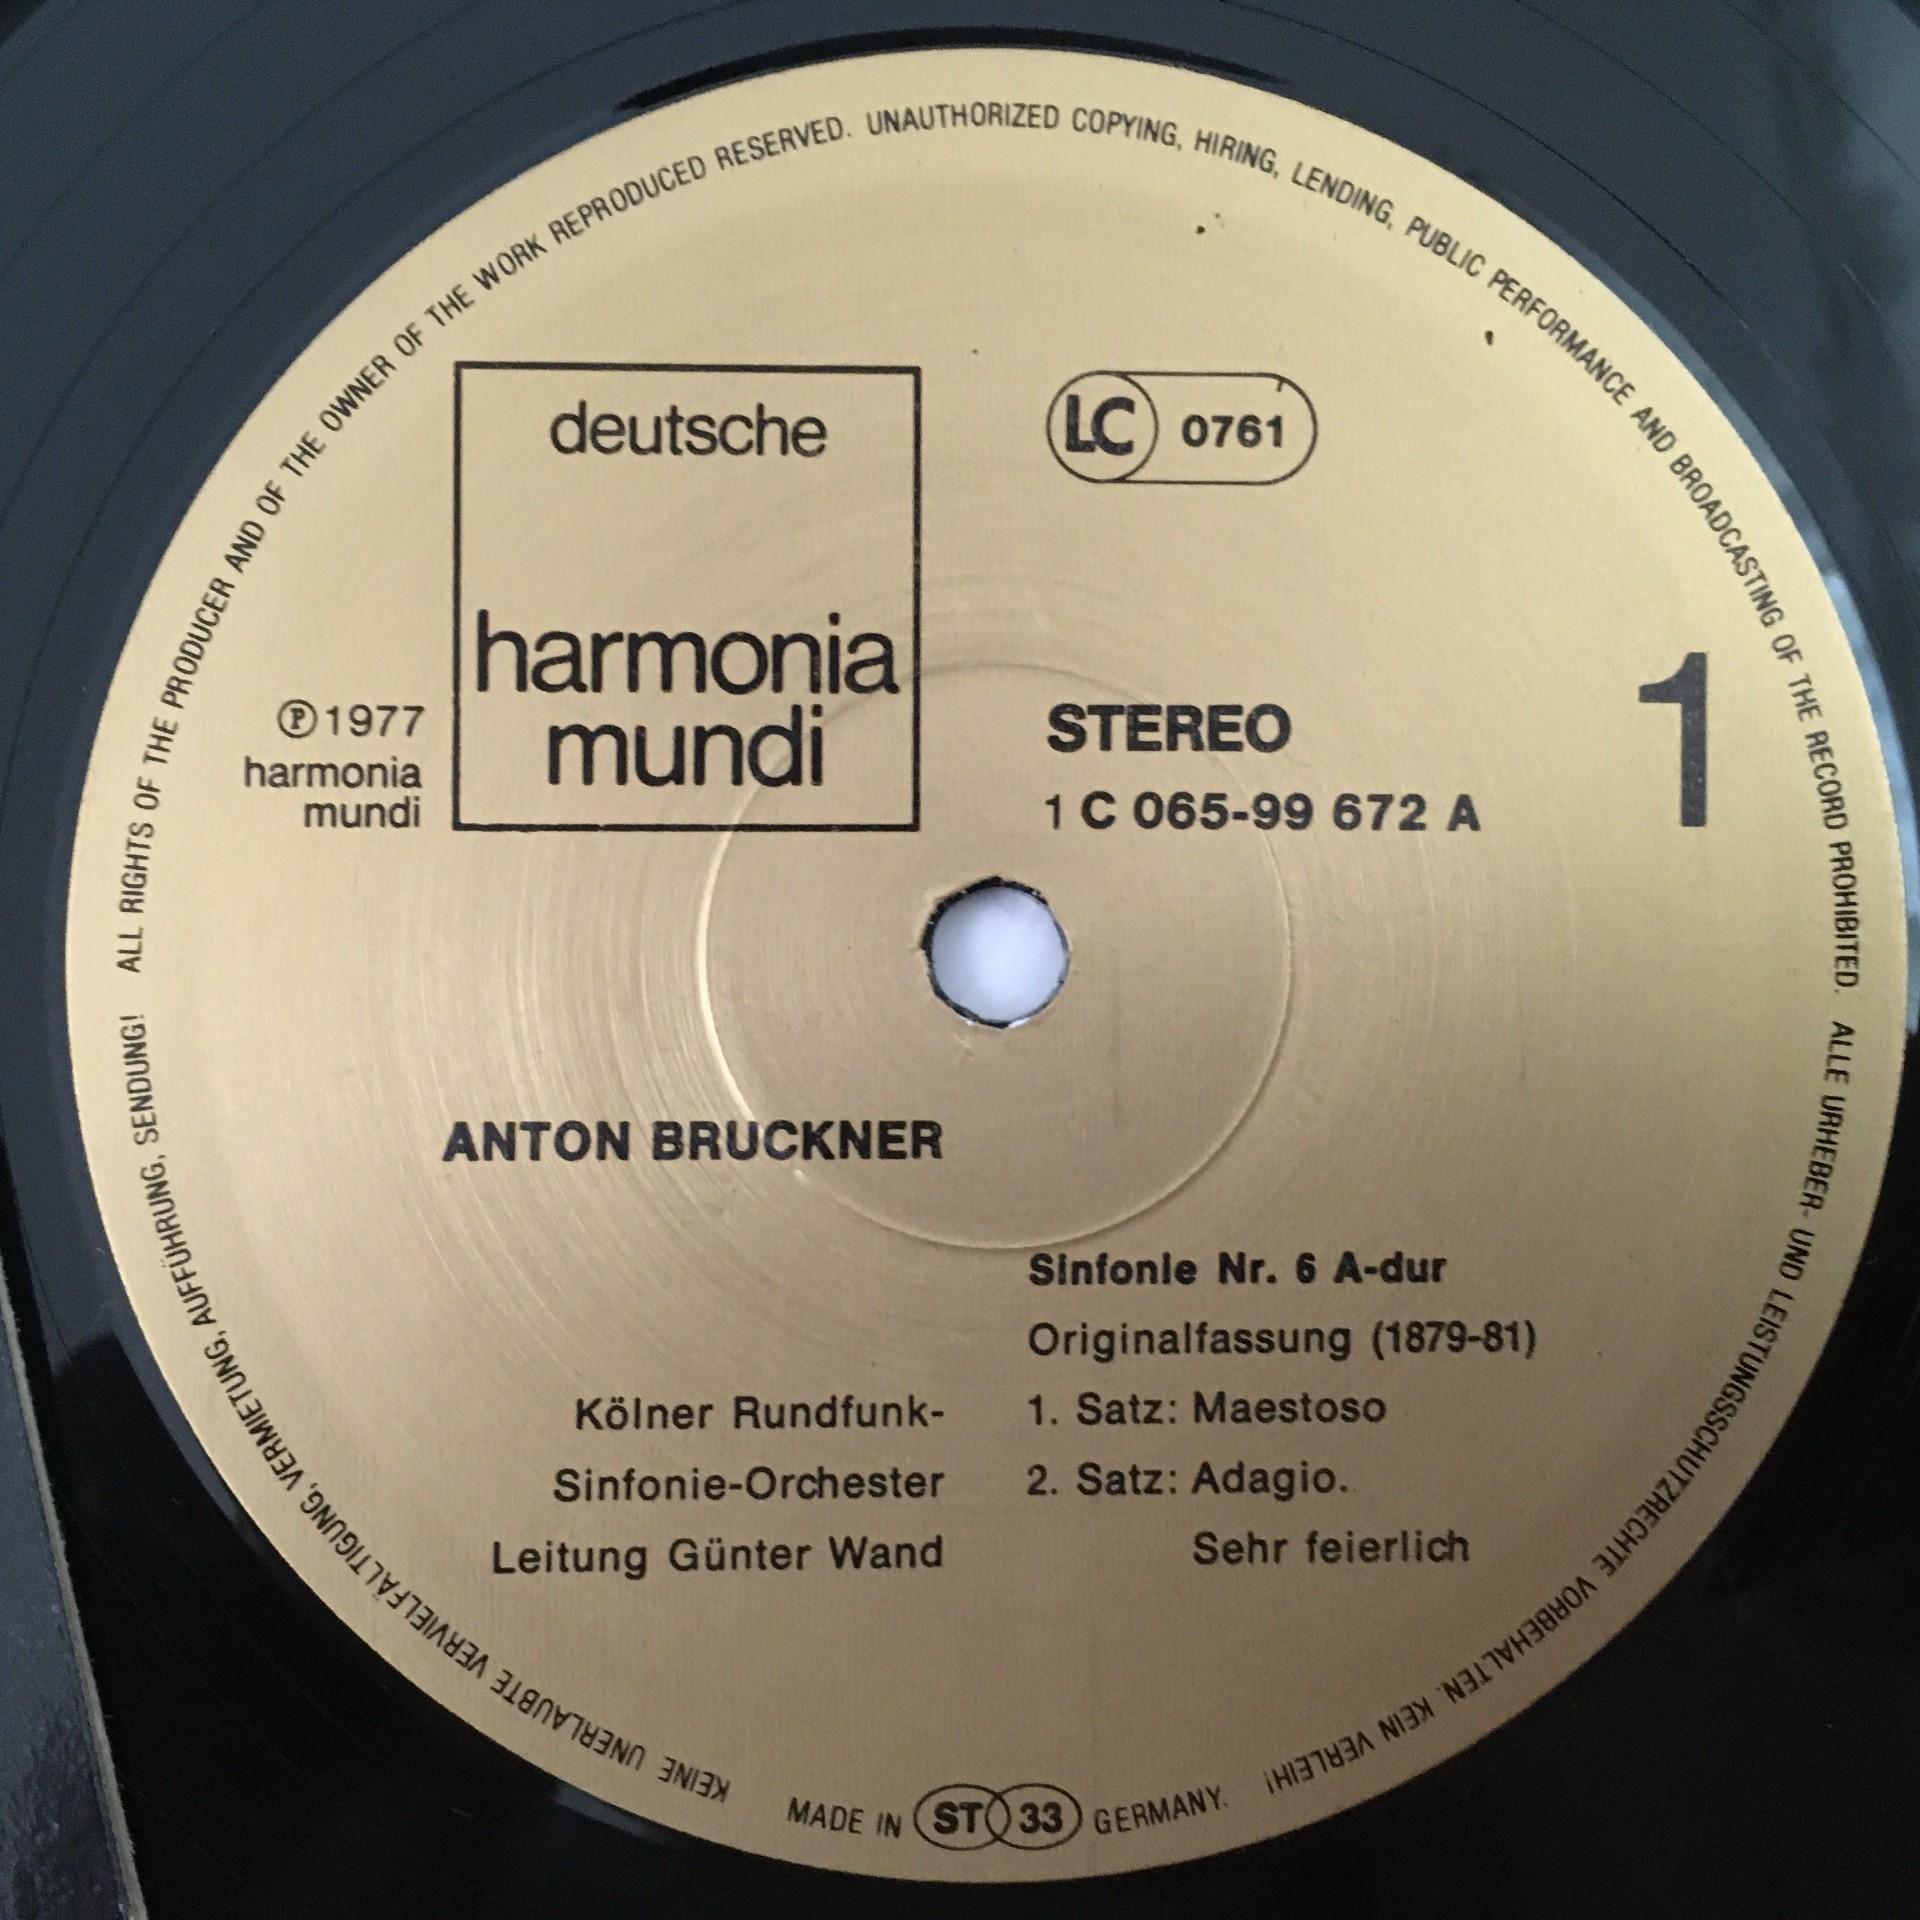 ALL RIGHTS OF THE PRODUCER AND OF THE OWNER OF THE WORK REPRODUCED RESERVED. UNAUTHORIZED COPYING, HIRING, LENDING, PUBLIC PERFORMANCE AND BROADCASTING OF THE RECORD PROHIBITED.
ALLE URHEBER- UND LEISTUNGSSCHUTZRECHTE VORBEHALTEN. KEIN VERLEIH!
KEINE UNERLAUBTE VERVIELFÄLTIGUNG, VERMIETUNG, AUFFÜHRUNG, SENDUNG!
deutsche
harmonia
mundi
LC 0761
℗ 1977
harmonia
mundi
STEREO
1 C 065-99 672 A
1
ANTON BRUCKNER
Sinfonie Nr. 6 A-dur
Originalfassung (1879-81)
1. Satz: Maestoso
2. Satz: Adagio.
Sehr feierlich
Kölner Rundfunk-
Sinfonie-Orchester
Leitung Günter Wand
MADE IN ST 33 GERMANY.